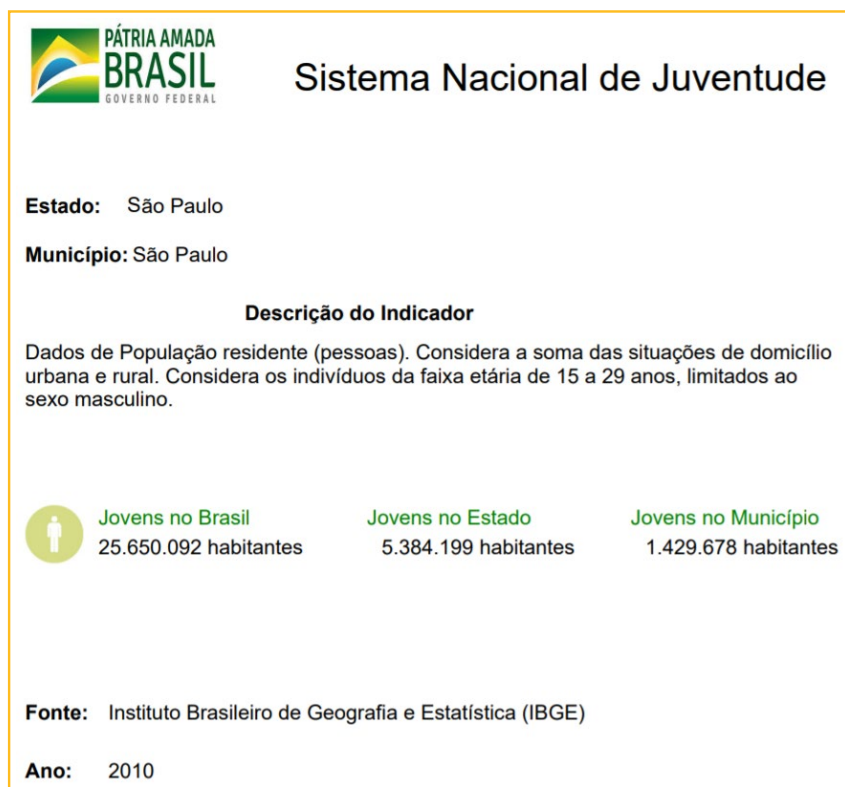 PÁTRIA AMADA
BRASIL
GOVERNO FEDERAL
Sistema Nacional de Juventude
Estado: São Paulo
Município: São Paulo
Descrição do Indicador
Dados de População residente (pessoas). Considera a soma das situações de domicílio
urbana e rural. Considera os indivíduos da faixa etária de 15 a 29 anos, limitados ao
sexo masculino.
Jovens no Brasil Jovens no Estado Jovens no Município
25.650.092 habitantes 5.384.199 habitantes 1.429.678 habitantes
Fonte: Instituto Brasileiro de Geografia e Estatística (IBGE)
Ano: 2010